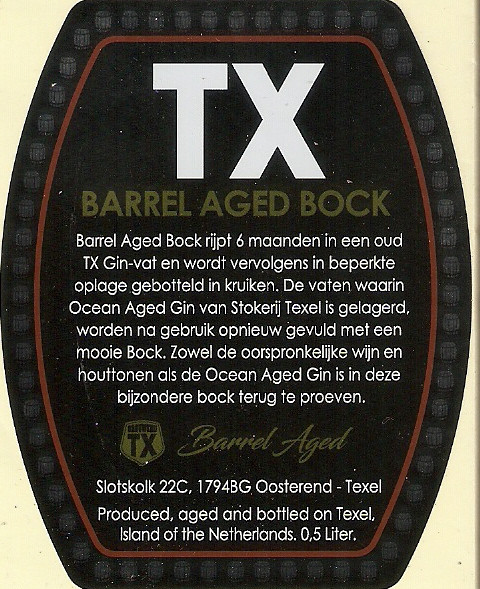 TX
BARREL AGED BOCK
Barrel Aged Bock rijpt 6 maanden in een oud
TX Gin-vat en wordt vervolgens in beperkte
oplage gebotteld in kruiken. De vaten waarin
Ocean Aged Gin van Stokerij Texel is gelagerd,
worden na gebruik opnieuw gevuld met een
mooie Bock. Zowel de oorspronkelijke wijn en
houttonen als de Ocean Aged Gin is in deze
bijzondere bock terug te proeven.
TX
Barrel Aged
Slotskolk 22C, 1794BG Oosterend - Texel
Produced, aged and bottled on Texel,
Island of the Netherlands. 0,5 Liter.